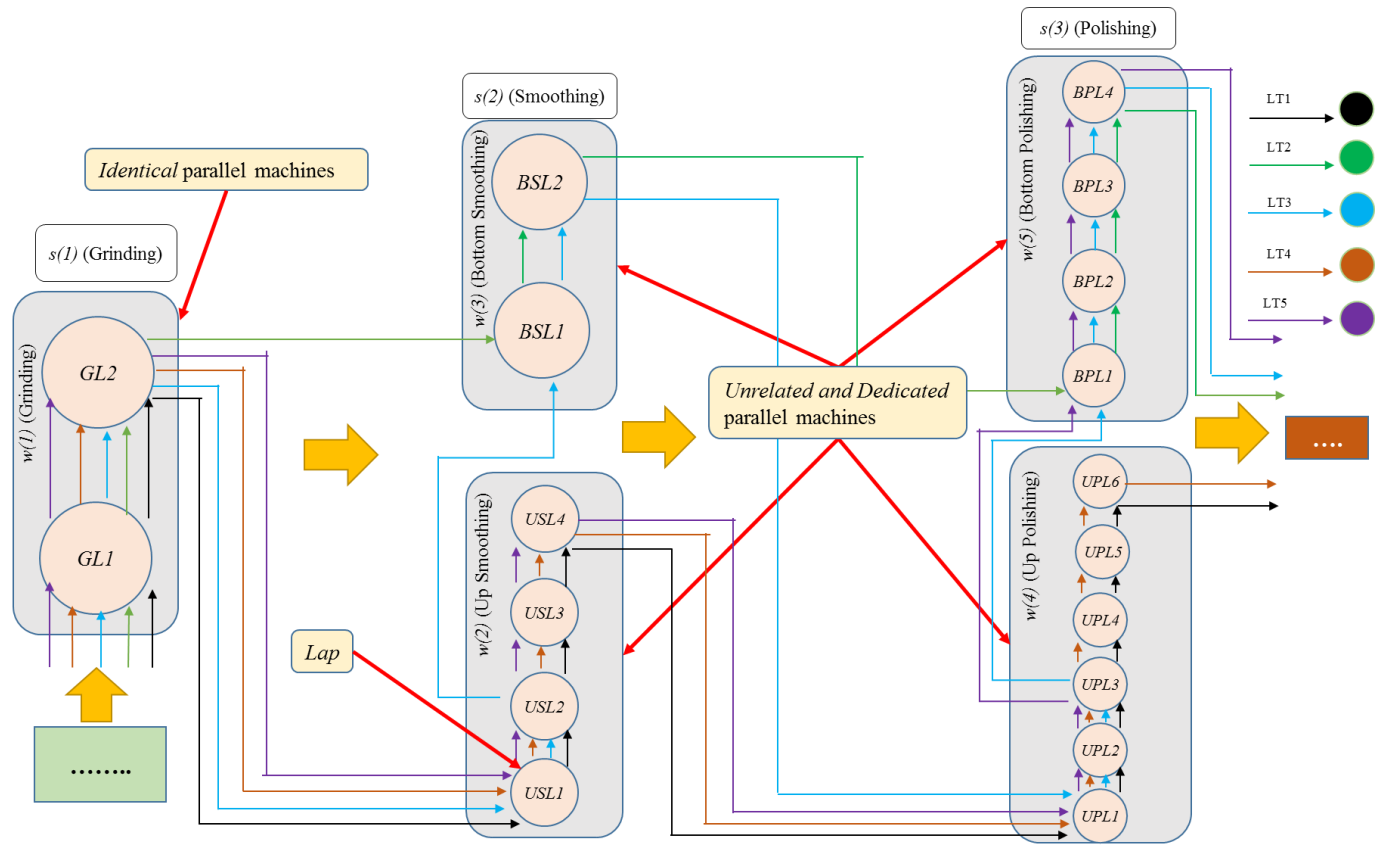 s(3) (Polishing)
s(2) (Smoothing)
Identical parallel machines
s(1) (Grinding)
w(1) (Grinding)
GL2
GL1
........
w(3) (Bottom Smoothing)
BSL2
BSL1
w(2) (Up Smoothing)
USL4
USL3
USL2
USL1
Lap
Unrelated and Dedicated
parallel machines
w(5) (Bottom Polishing)
BPL4
BPL3
BPL2
BPL1
w(4) (Up Polishing)
UPL6
UPL5
UPL4
UPL3
UPL2
UPL1
LT1
LT2
LT3
LT4
LT5
....